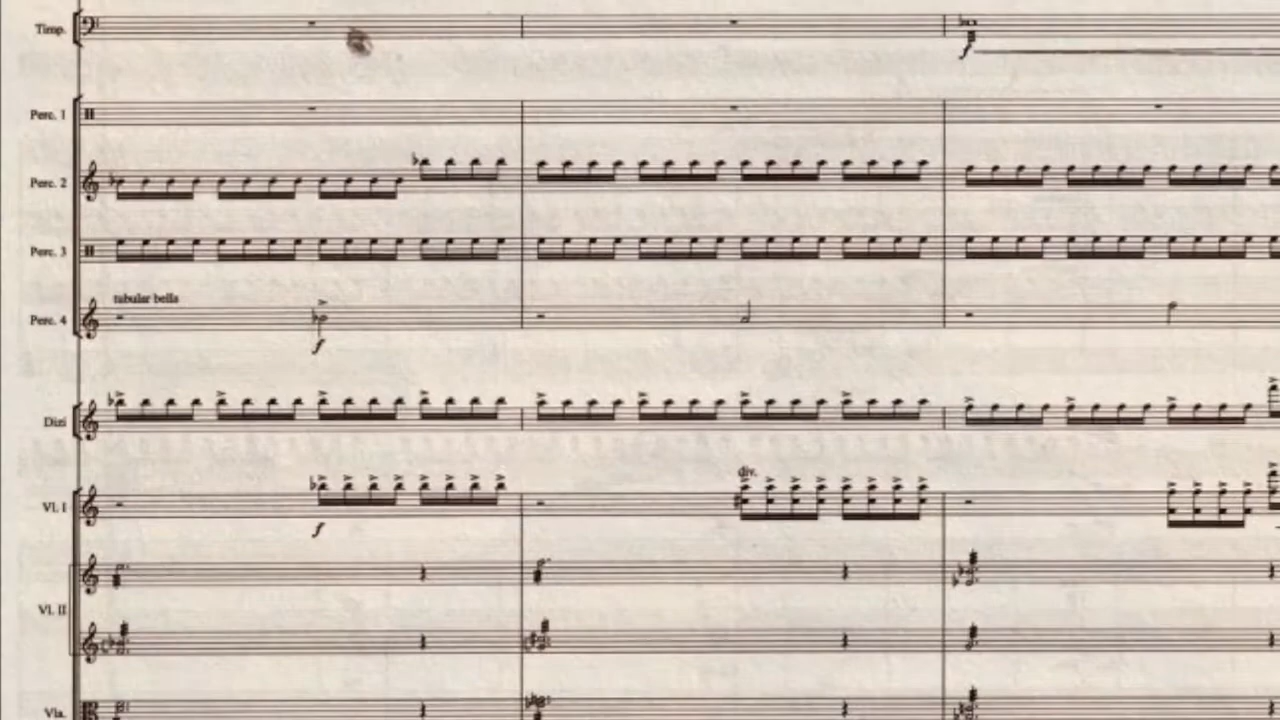 Timp.
f
Perc. 1
Perc. 2
Perc. 3
tubular bells
Perc. 4
f
Dizi
div.
Vl. I
f
Vl. II
Vla.